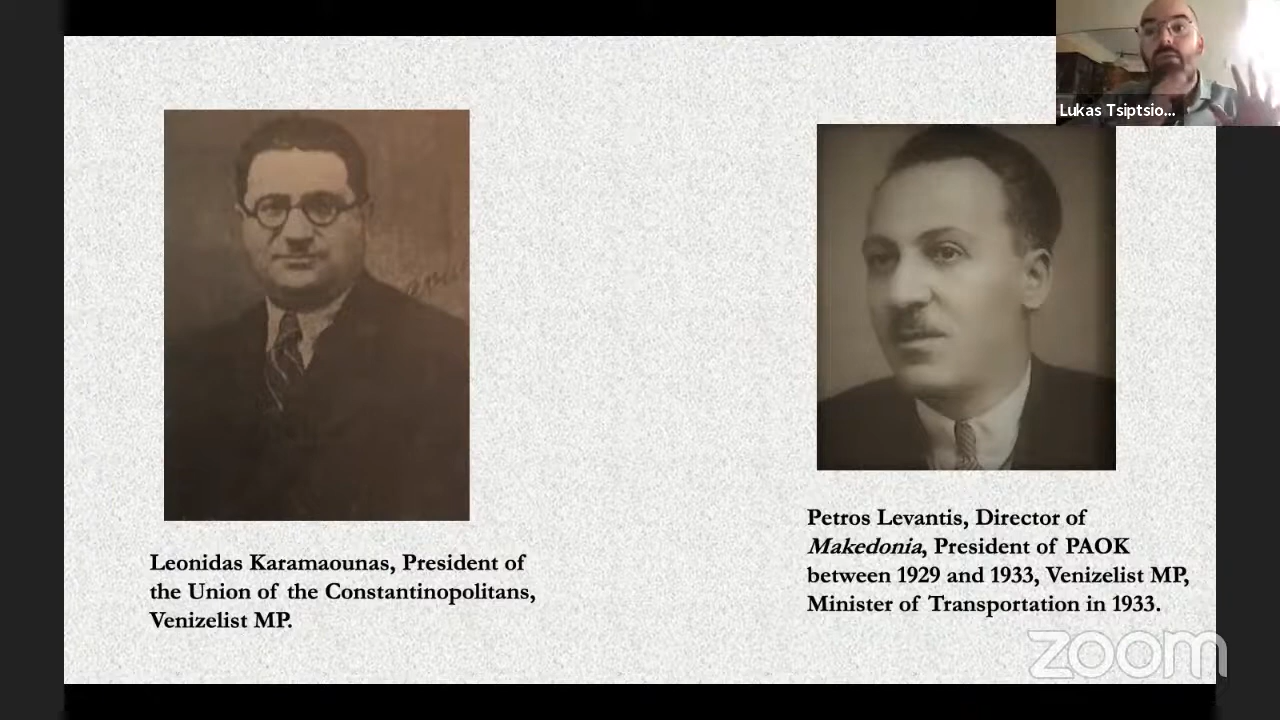 Lukas Tsiptsio...
Leonidas Karamaounas, President of
the Union of the Constantinopolitans,
Venizelist MP.
Petros Levantis, Director of
Makedonia, President of PAOK
between 1929 and 1933, Venizelist MP,
Minister of Transportation in 1933.
zoom